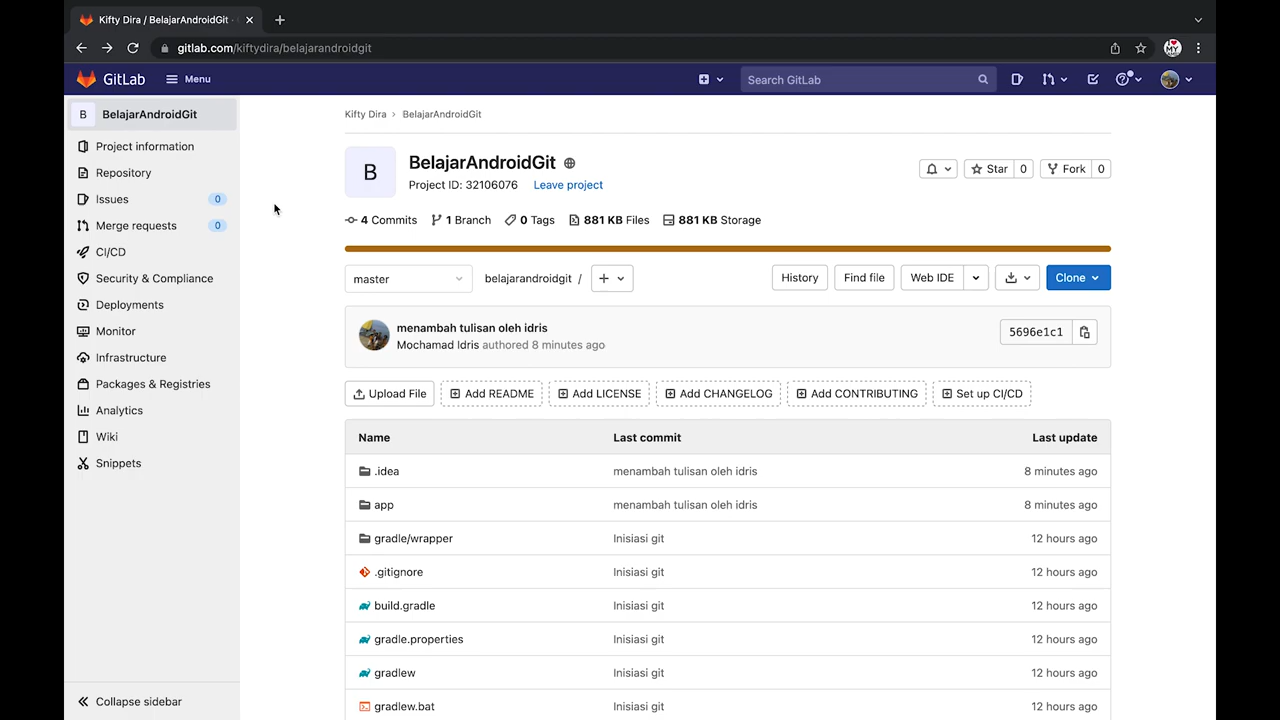 Kifty Dira / BelajarAndroidGit
gitlab.com/kiftydira/belajarandroidgit
GitLab
Menu
Search GitLab
B
BelajarAndroidGit
Project information
Repository
Issues
0
Merge requests
0
CI/CD
Security & Compliance
Deployments
Monitor
Infrastructure
Packages & Registries
Analytics
Wiki
Snippets
Collapse sidebar
Kifty Dira › BelajarAndroidGit
B
BelajarAndroidGit
Project ID: 32106076 Leave project
Star 0
Fork 0
4 Commits 1 Branch 0 Tags 881 KB Files 881 KB Storage
master
belajarandroidgit /
History
Find file
Web IDE
Clone
menambah tulisan oleh idris
Mochamad Idris authored 8 minutes ago
5696e1c1
Upload File
Add README
Add LICENSE
Add CHANGELOG
Add CONTRIBUTING
Set up CI/CD
Name Last commit Last update
.idea menambah tulisan oleh idris 8 minutes ago
app menambah tulisan oleh idris 8 minutes ago
gradle/wrapper Inisiasi git 12 hours ago
.gitignore Inisiasi git 12 hours ago
build.gradle Inisiasi git 12 hours ago
gradle.properties Inisiasi git 12 hours ago
gradlew Inisiasi git 12 hours ago
gradlew.bat Inisiasi git 12 hours ago